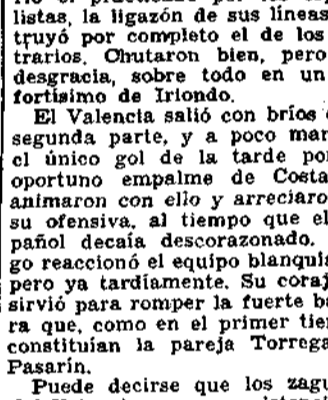 listas, la ligazón de sus líneas
truyó por completo el de los
trarios. Chutaron bien, pero
desgracia, sobre todo en un
fortísimo de Iriondo.
El Valencia salió con bríos
segunda parte, y a poco mar
el único gol de la tarde por
oportuno empalme de Costa
animaron con ello y arreciaro
su ofensiva, al tiempo que el
pañol decaía descorazonado.
go reaccionó el equipo blanquia
pero ya tardíamente. Su coraj
sirvió para romper la fuerte b
ra que, como en el primer tie
constituían la pareja Torrega
Pasarín.
Puede decirse que los zagu